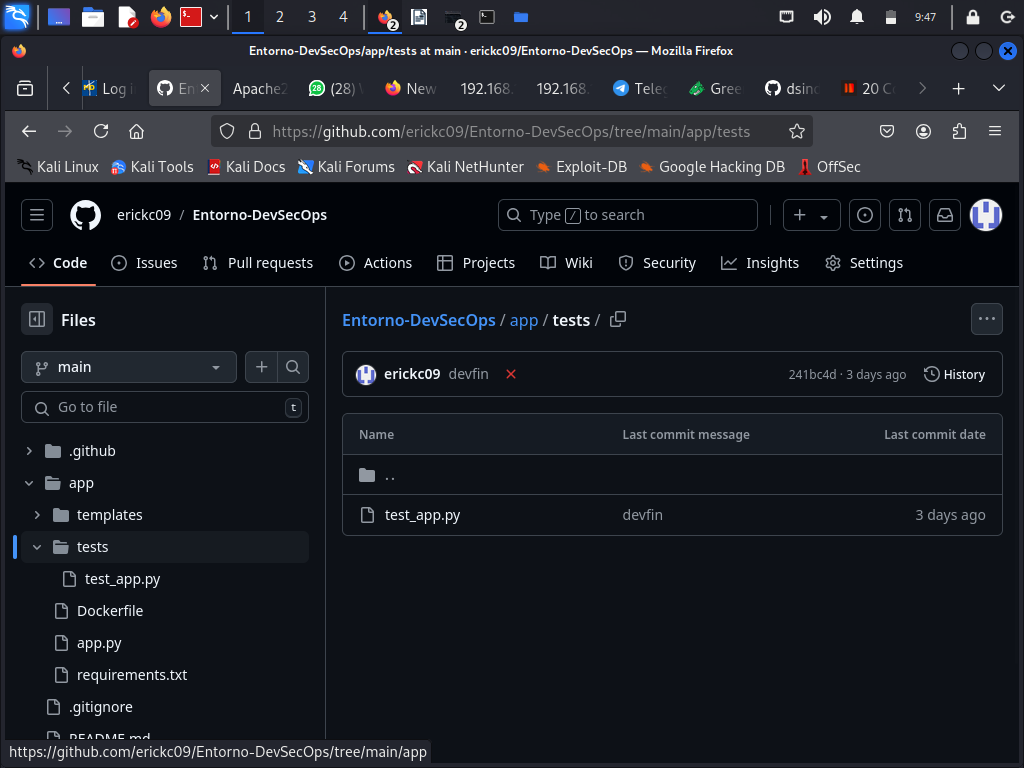 1 2 3 4 2 2 9:47
Entorno-DevSecOps/app/tests at main · erickc09/Entorno-DevSecOps — Mozilla Firefox
Log i En Apache2 (28) New 192.168. 192.168. Tele Gree dsin 20 C
https://github.com/erickc09/Entorno-DevSecOps/tree/main/app/tests
Kali Linux Kali Tools Kali Docs Kali Forums Kali NetHunter Exploit-DB Google Hacking DB OffSec
erickc09 / Entorno-DevSecOps Type / to search
Code Issues Pull requests Actions Projects Wiki Security Insights Settings
Files
Entorno-DevSecOps / app / tests /
main
erickc09 devfin 241bc4d · 3 days ago History
Go to file t
Name Last commit message Last commit date
.github
..
app
templates
test_app.py devfin 3 days ago
tests
test_app.py
Dockerfile
app.py
requirements.txt
.gitignore
README.md
https://github.com/erickc09/Entorno-DevSecOps/tree/main/app